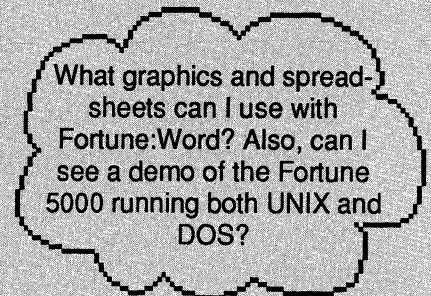 What graphics and spread-
sheets can I use with
Fortune:Word? Also, can I
see a demo of the Fortune
5000 running both UNIX and
DOS?